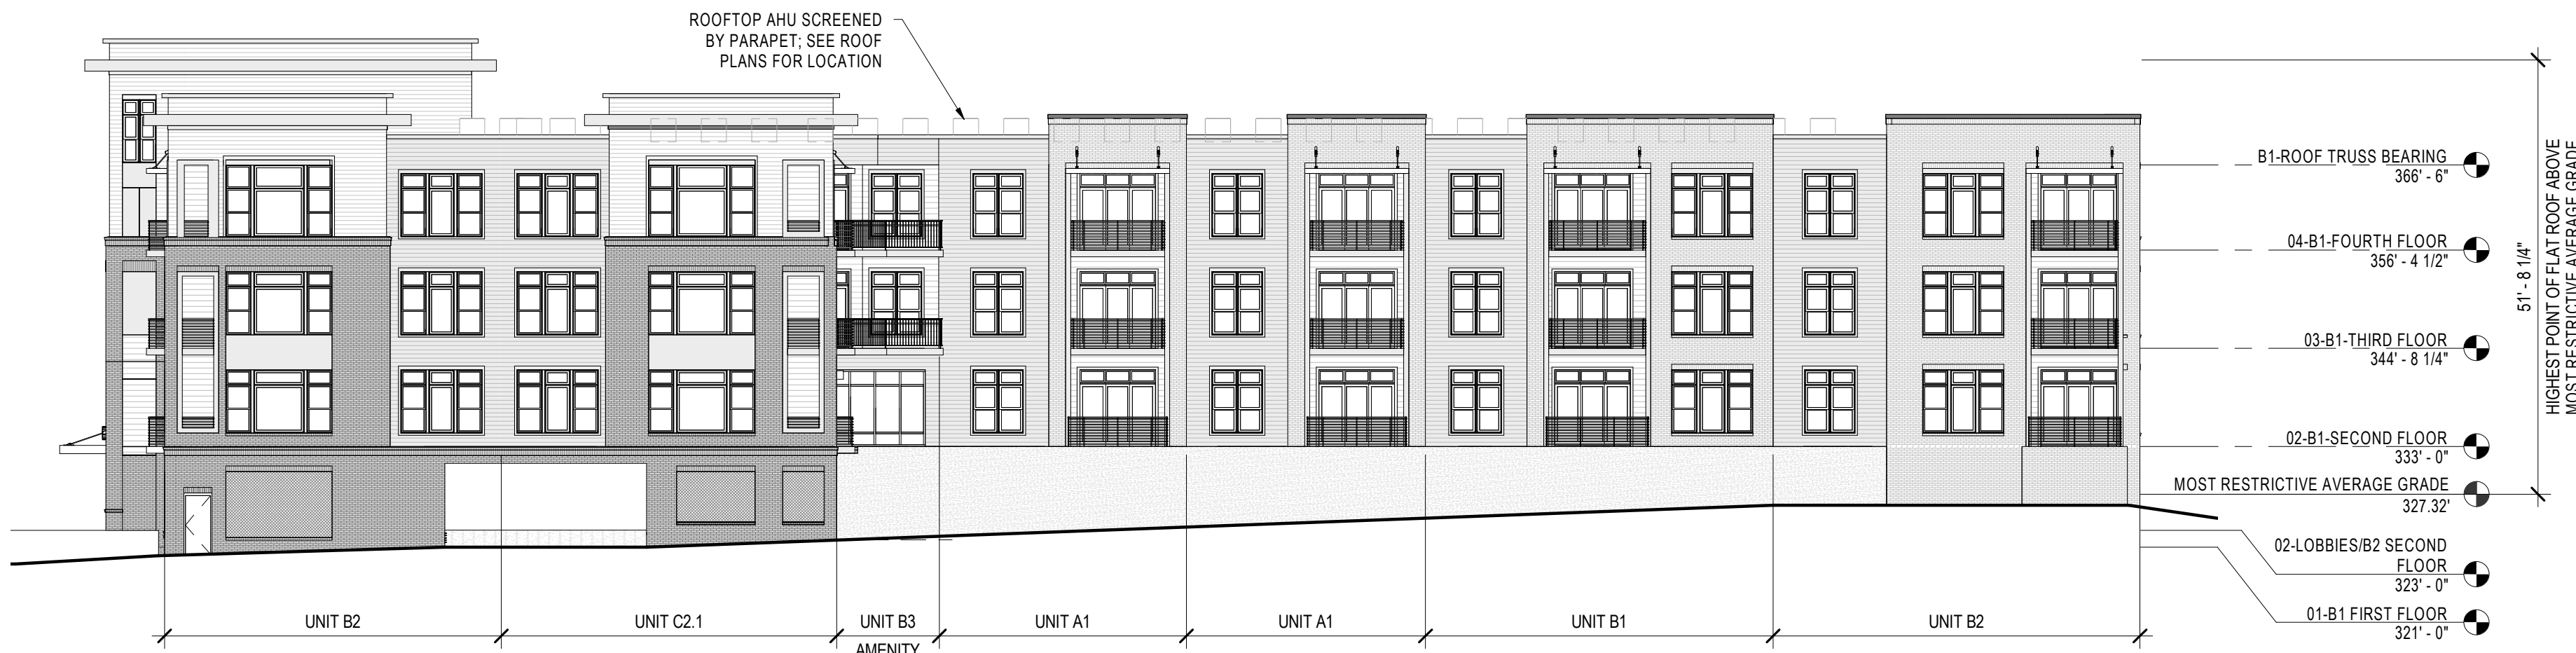 ROOFTOP AHU SCREENED
BY PARAPET; SEE ROOF
PLANS FOR LOCATION
B1-ROOF TRUSS BEARING
366' - 6"
04-B1-FOURTH FLOOR
356' - 4 1/2"
03-B1-THIRD FLOOR
344' - 8 1/4"
02-B1-SECOND FLOOR
333' - 0"
MOST RESTRICTIVE AVERAGE GRADE
327.32'
02-LOBBIES/B2 SECOND
FLOOR
323' - 0"
01-B1 FIRST FLOOR
321' - 0"
51' - 8 1/4"
HIGHEST POINT OF FLAT ROOF ABOVE
MOST RESTRICTIVE AVERAGE GRADE
UNIT B2
UNIT C2.1
UNIT B3
AMENITY
UNIT A1
UNIT A1
UNIT B1
UNIT B2